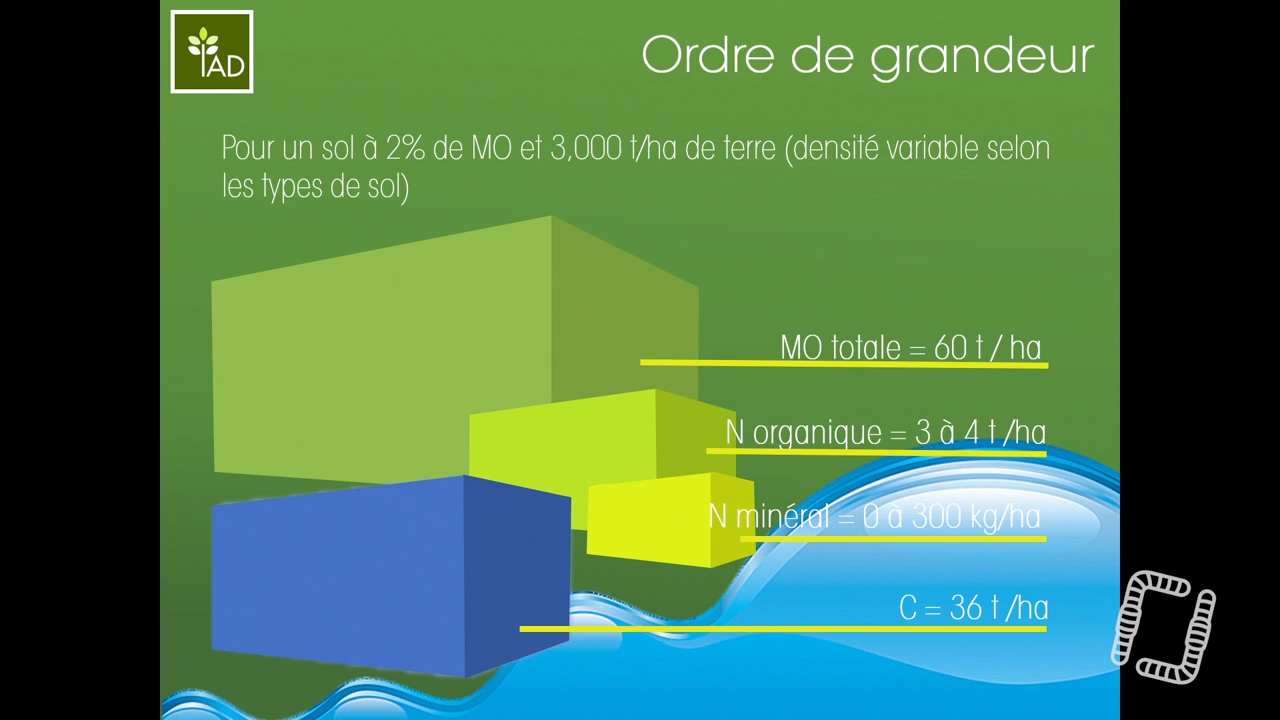 IAD
Ordre de grandeur
Pour un sol à 2% de MO et 3,000 t/ha de terre (densité variable selon
les types de sol)
MO totale = 60 t / ha
N organique = 3 à 4 t /ha
N minéral = 0 à 300 kg/ha
C = 36 t /ha